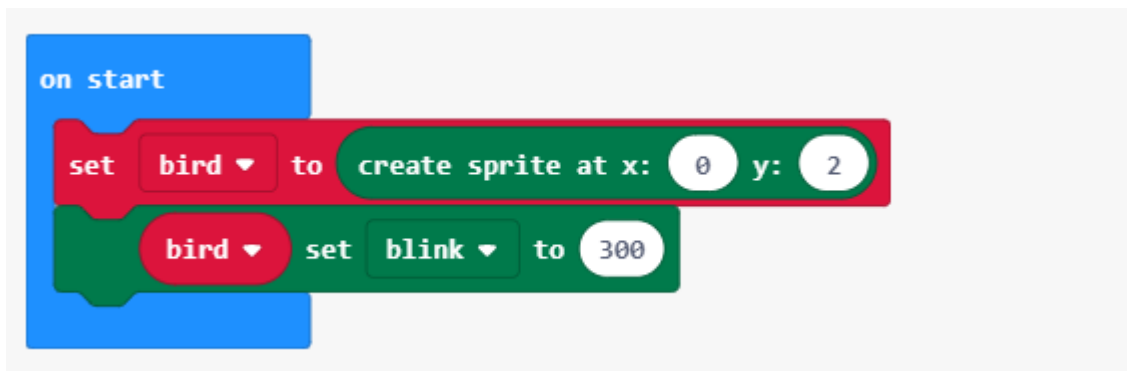 on start
set bird to create sprite at x: 0 y: 2
bird set blink to 300